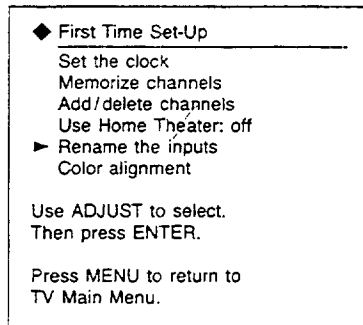 ◆ First Time Set-Up
Set the clock
Memorize channels
Add/delete channels
Use Home Theater: off
► Rename the inputs
Color alignment
Use ADJUST to select.
Then press ENTER.
Press MENU to return to
TV Main Menu.